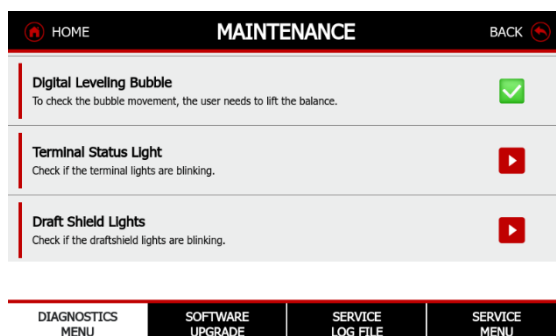 HOME MAINTENANCE BACK
Digital Leveling Bubble
To check the bubble movement, the user needs to lift the balance.
Terminal Status Light
Check if the terminal lights are blinking.
Draft Shield Lights
Check if the draftshield lights are blinking.
DIAGNOSTICS MENU
SOFTWARE UPGRADE
SERVICE LOG FILE
SERVICE MENU